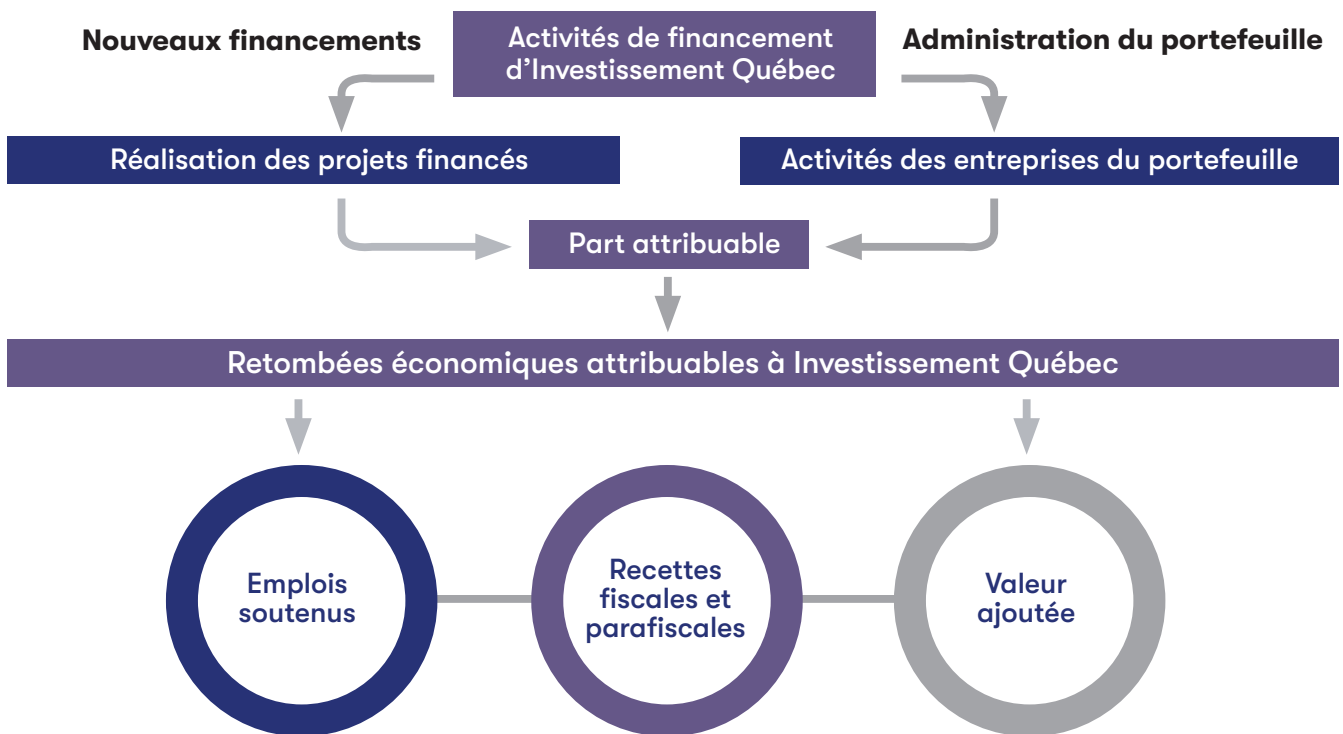 Nouveaux financements
Activités de financement
d'Investissement Québec
Administration du portefeuille
Réalisation des projets financés
Activités des entreprises du portefeuille
Part attribuable
Retombées économiques attribuables à Investissement Québec
Emplois
soutenus
Recettes
fiscales et
parafiscales
Valeur
ajoutée